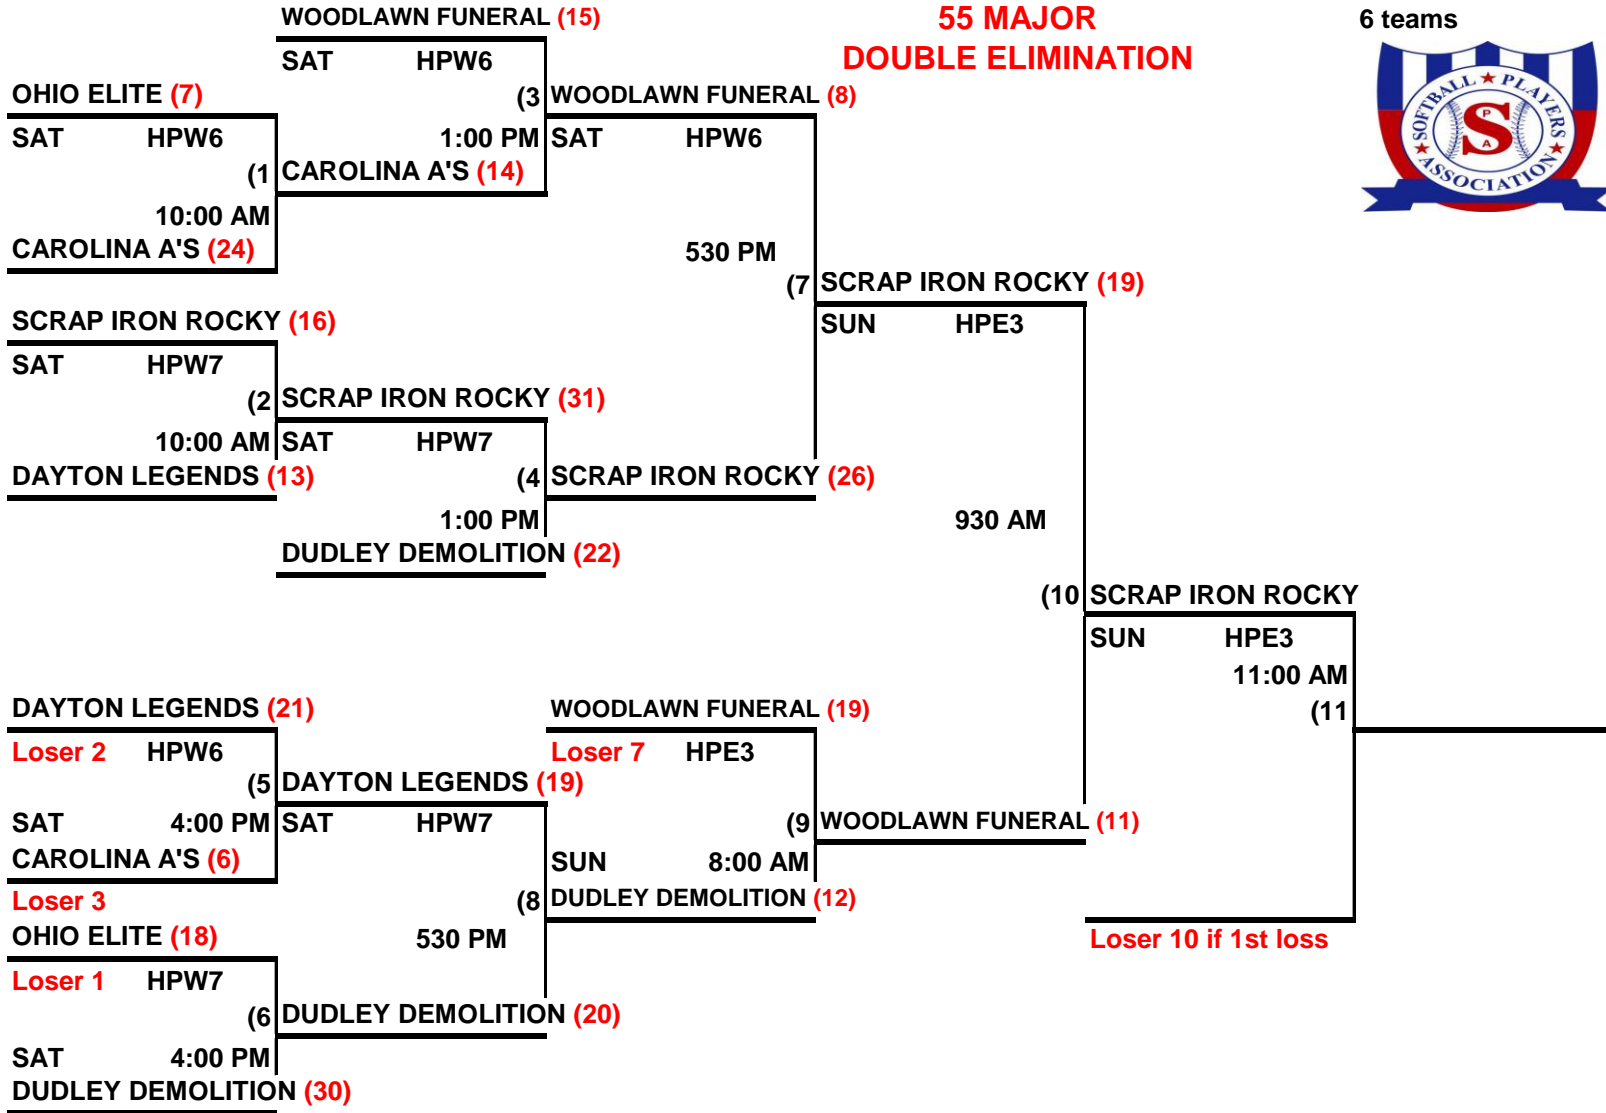 WOODLAWN FUNERAL (15)
55 MAJOR
DOUBLE ELIMINATION
6 teams
SAT HPW6
OHIO ELITE (7)
(3 WOODLAWN FUNERAL (8)
SAT HPW6
1:00 PM SAT HPW6
(1 CAROLINA A'S (14)
10:00 AM
CAROLINA A'S (24)
530 PM
(7 SCRAP IRON ROCKY (19)
SCRAP IRON ROCKY (16)
SUN HPE3
SAT HPW7
(2 SCRAP IRON ROCKY (31)
10:00 AM SAT HPW7
DAYTON LEGENDS (13)
(4 SCRAP IRON ROCKY (26)
1:00 PM
930 AM
DUDLEY DEMOLITION (22)
(10 SCRAP IRON ROCKY
SUN HPE3
11:00 AM
(11
DAYTON LEGENDS (21)
WOODLAWN FUNERAL (19)
Loser 2 HPW6
Loser 7 HPE3
(5 DAYTON LEGENDS (19)
SAT 4:00 PM SAT HPW7
(9 WOODLAWN FUNERAL (11)
CAROLINA A'S (6)
SUN 8:00 AM
Loser 3
(8 DUDLEY DEMOLITION (12)
OHIO ELITE (18)
530 PM
Loser 10 if 1st loss
Loser 1 HPW7
(6 DUDLEY DEMOLITION (20)
SAT 4:00 PM
DUDLEY DEMOLITION (30)
SOFTBALL★PLAYERS
★ASSOCIATION★
P
S
A